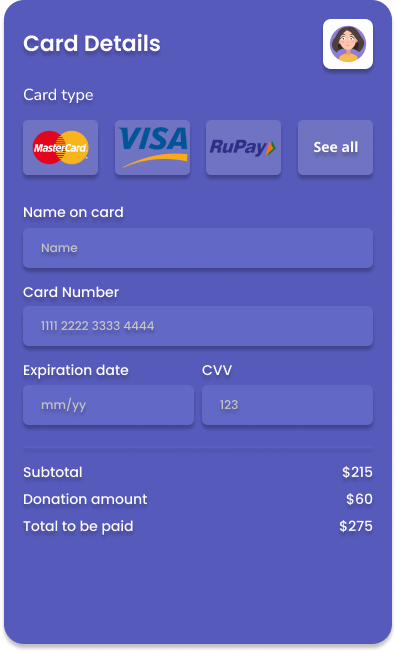 Card Details
Card type
MasterCard VISA RuPay See all
Name on card
Name
Card Number
1111 2222 3333 4444
Expiration date CVV
mm/yy 123
Subtotal $215
Donation amount $60
Total to be paid $275